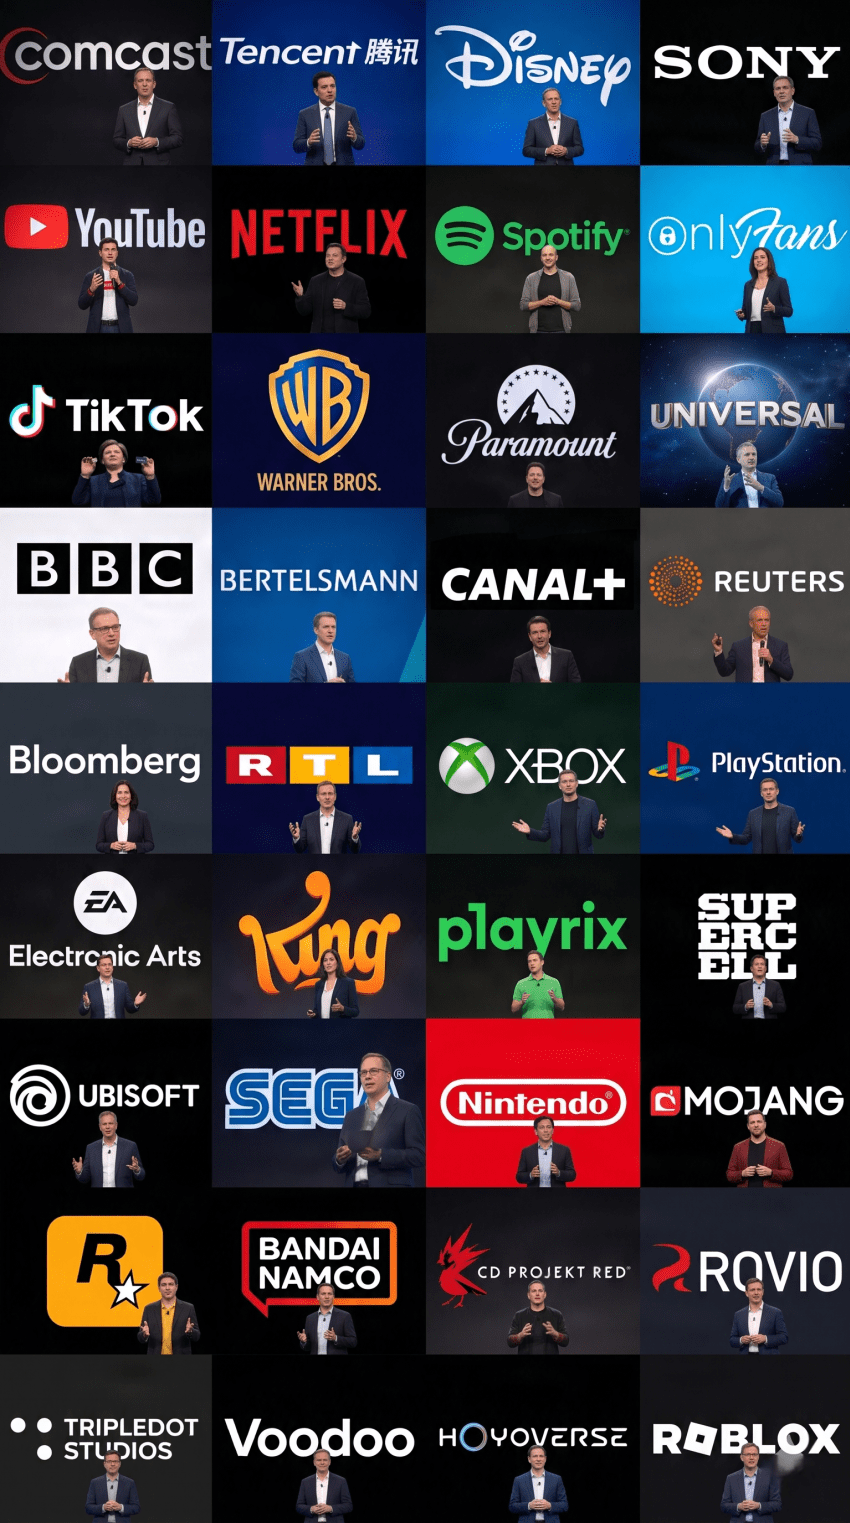 comcast
Tencent 腾讯
Disney
SONY
YouTube
NETFLIX
Spotify®
OnlyFans
TikTok
WB
WARNER BROS.
Paramount
UNIVERSAL
BBC
BERTELSMANN
CANAL+
REUTERS
Bloomberg
RTL
XBOX
PlayStation®
EA
Electronic Arts
King
playrix
SUP
ERC
ELL
UBISOFT
SEGA®
Nintendo®
MOJANG
R
BANDAI
NAMCO
CD PROJEKT RED®
ROVIO
TRIPLEDOT
STUDIOS
Voodoo
HOYOVERSE
ROBLOX